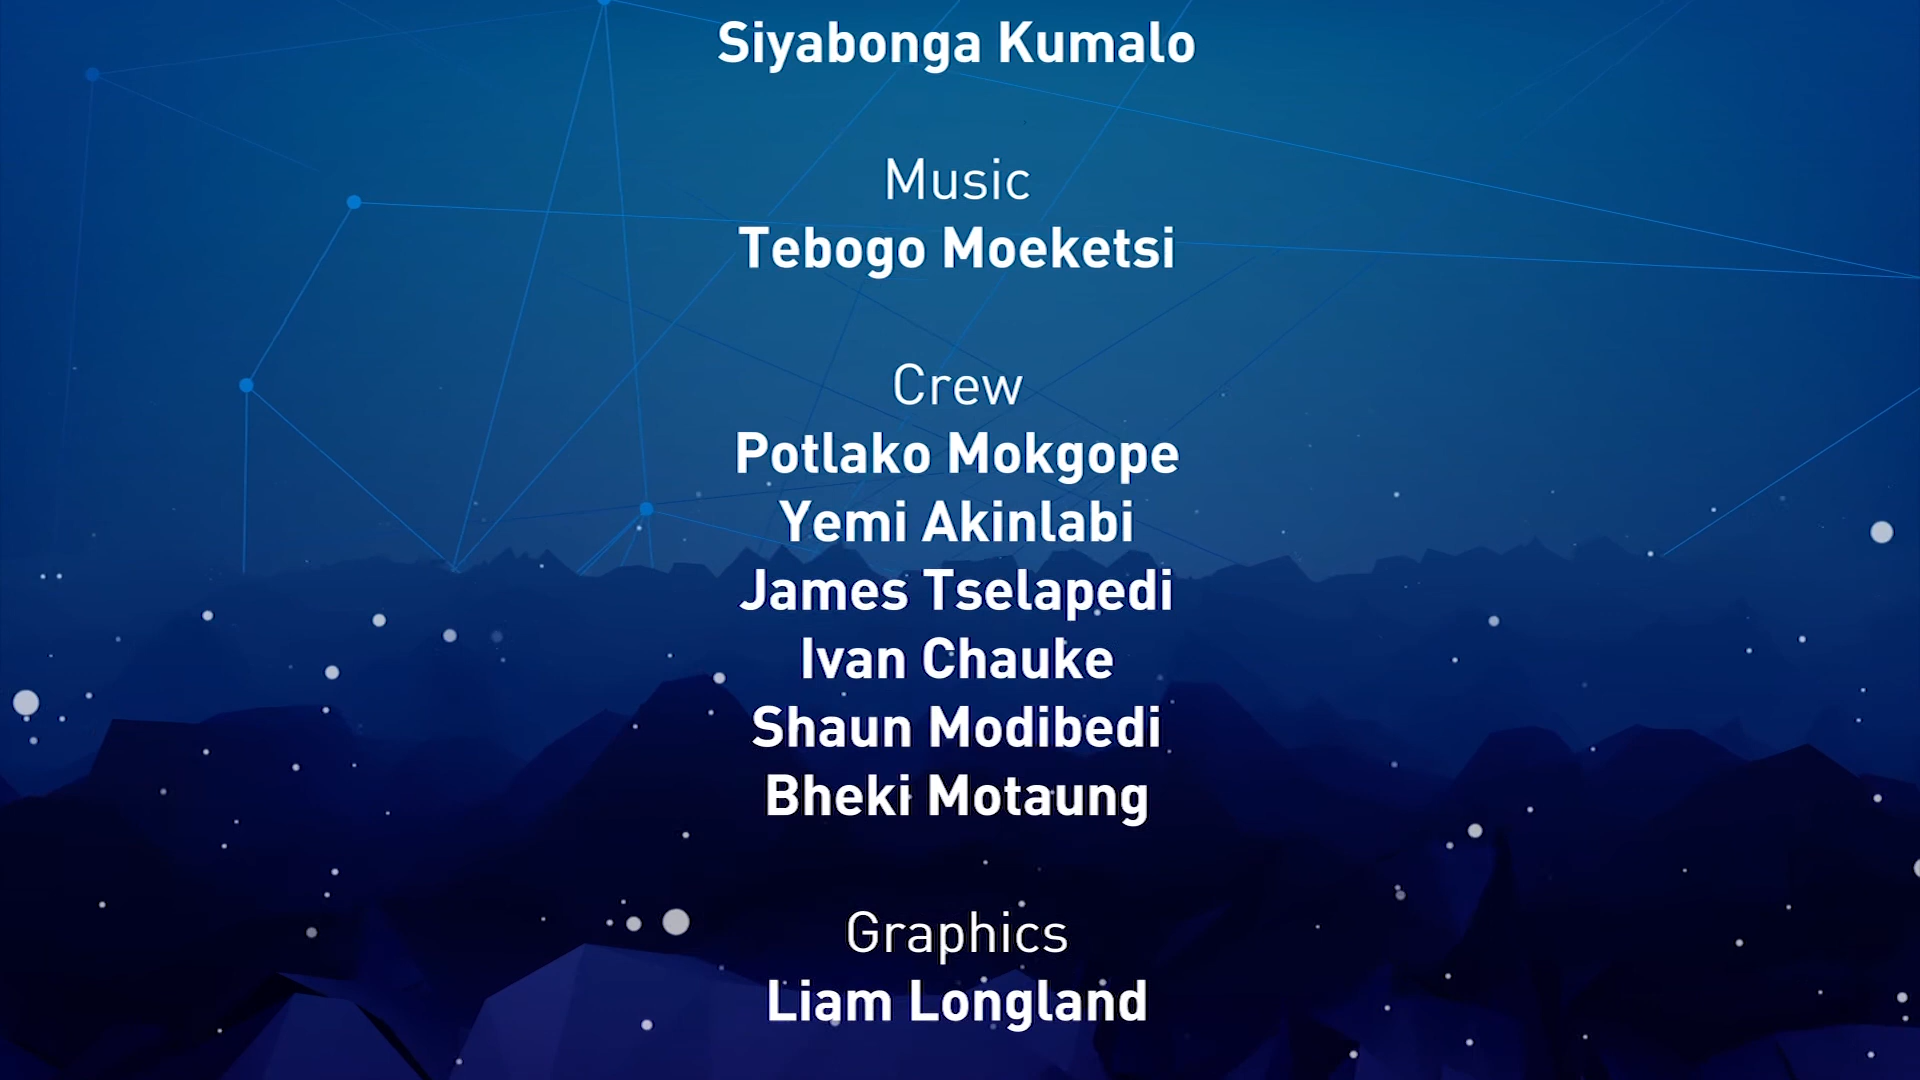 Siyabonga Kumalo
Music
Tebogo Moeketsi
Crew
Potlako Mokgope
Yemi Akinlabi
James Tselapedi
Ivan Chauke
Shaun Modibedi
Bheki Motaung
Graphics
Liam Longland